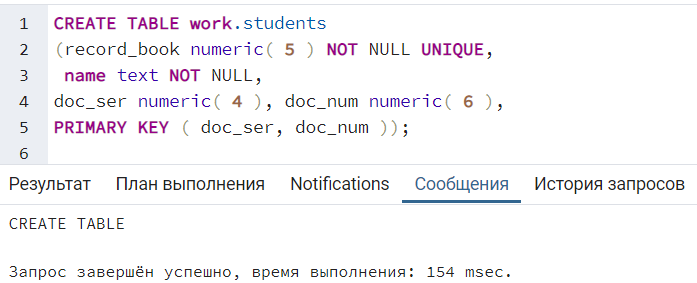 1 CREATE TABLE work.students
2 (record_book numeric( 5 ) NOT NULL UNIQUE,
3 name text NOT NULL,
4 doc_ser numeric( 4 ), doc_num numeric( 6 ),
5 PRIMARY KEY ( doc_ser, doc_num ));
6
Результат План выполнения Notifications Сообщения История запросов
CREATE TABLE
Запрос завершён успешно, время выполнения: 154 msec.